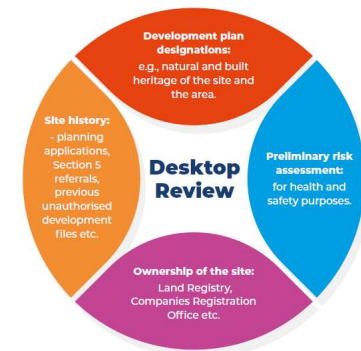 Development plan
designations:
e.g., natural and built
heritage of the site and
the area.
Site history:
- planning
applications,
Section 5
referrals,
previous
unauthorised
development
files etc.
Desktop
Review
Preliminary risk
assessment:
for health and
safety purposes.
Ownership of the site:
Land Registry,
Companies Registration
Office etc.